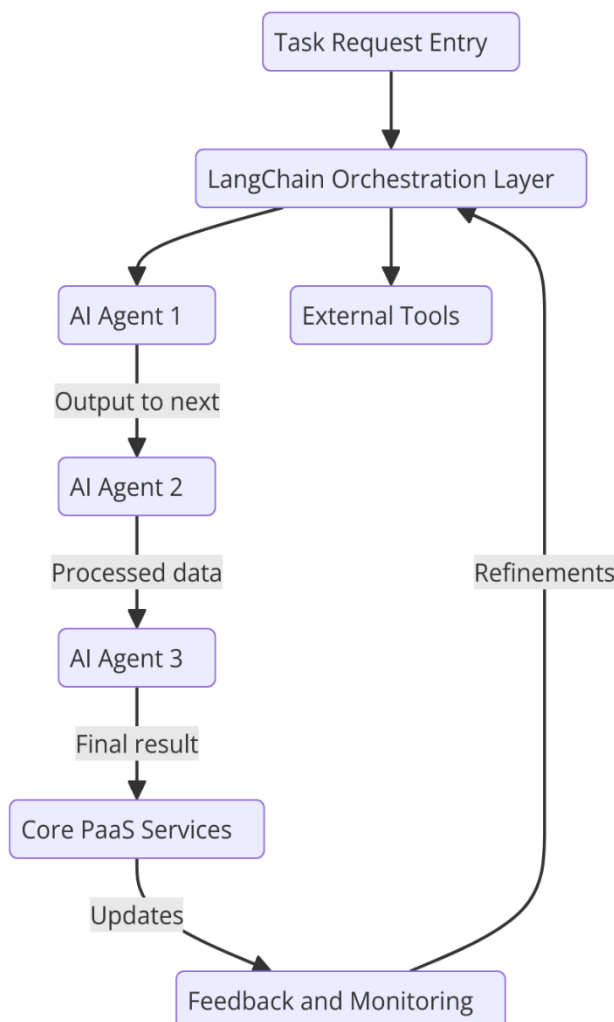 Task Request Entry
LangChain Orchestration Layer
AI Agent 1
External Tools
Output to next
AI Agent 2
Processed data
Refinements
AI Agent 3
Final result
Core PaaS Services
Updates
Feedback and Monitoring